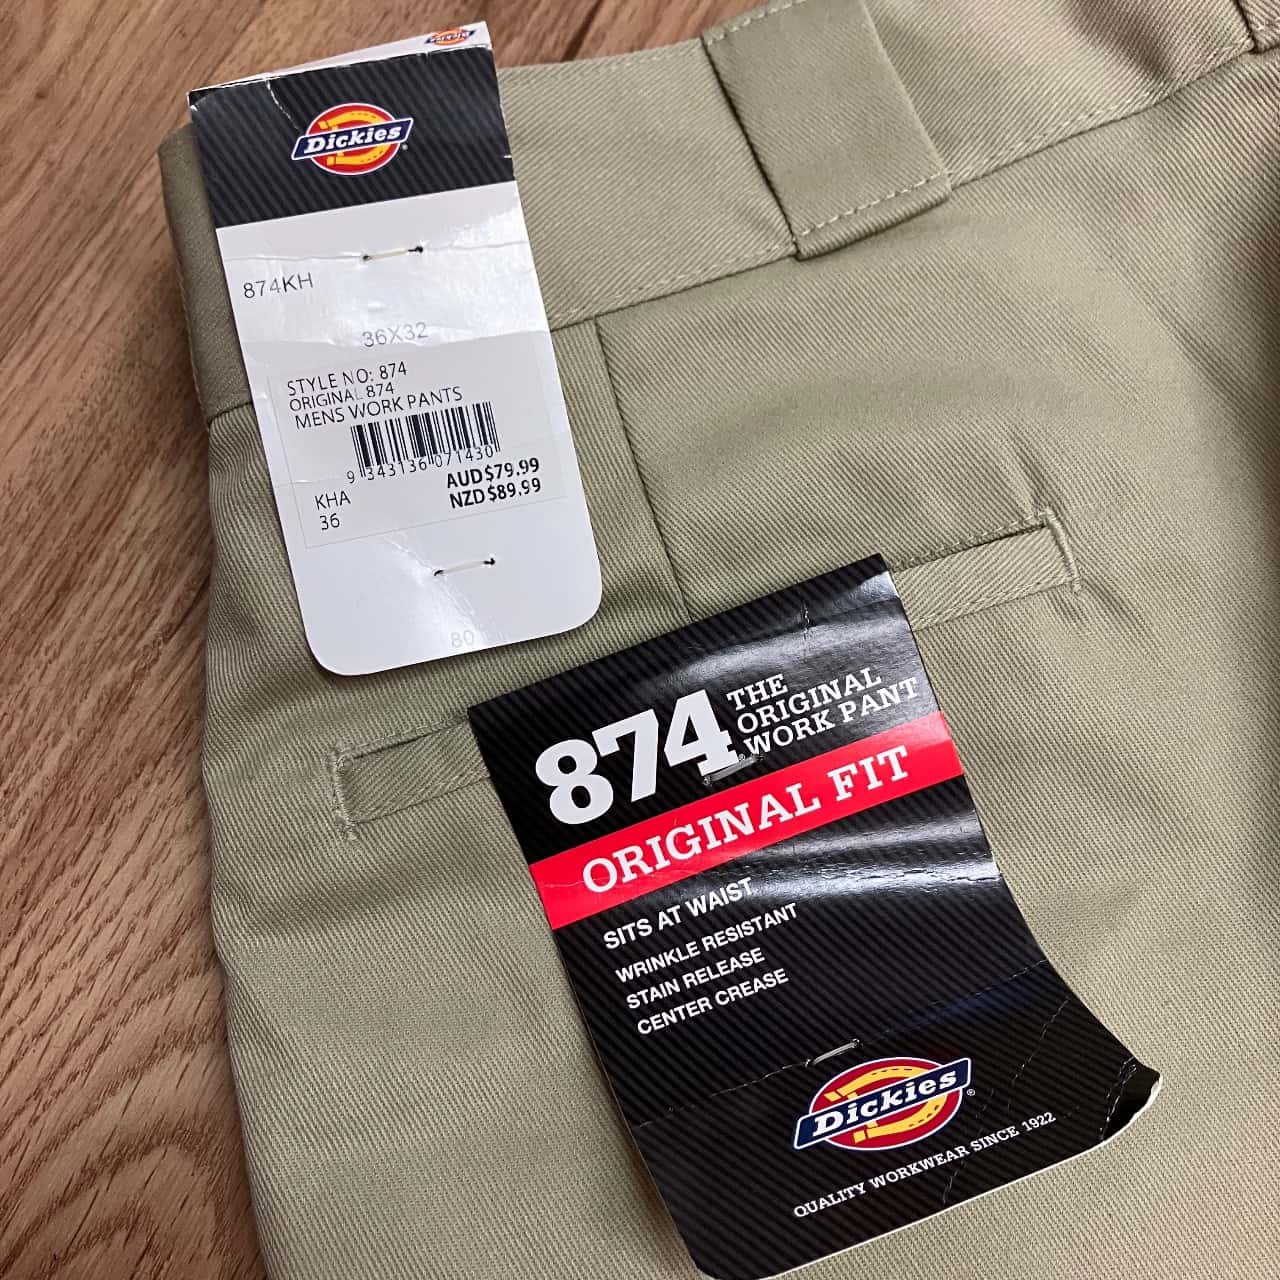 Dickies
Dickies
874KH
36X32
STYLE NO: 874
ORIGINAL 874
MENS WORK PANTS
9 343136 071430
AUD$79.99
NZD$89.99
KHA
36
80
874®
THE
ORIGINAL
WORK PANT
ORIGINAL FIT
SITS AT WAIST
WRINKLE RESISTANT
STAIN RELEASE
CENTER CREASE
Dickies®
QUALITY WORKWEAR SINCE 1922